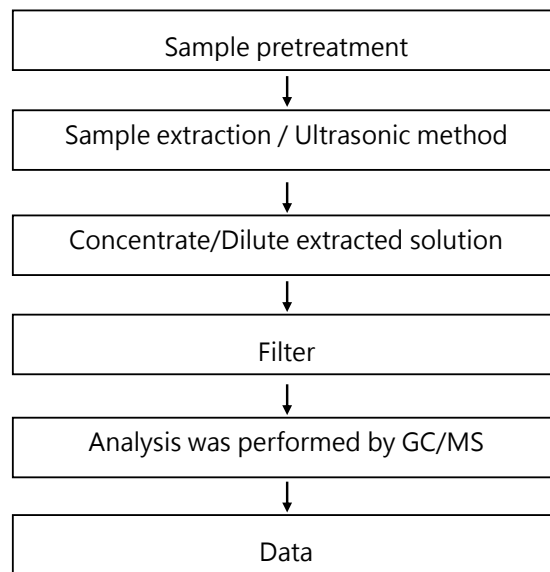 Sample pretreatment
Sample extraction / Ultrasonic method
Concentrate/Dilute extracted solution
Filter
Analysis was performed by GC/MS
Data